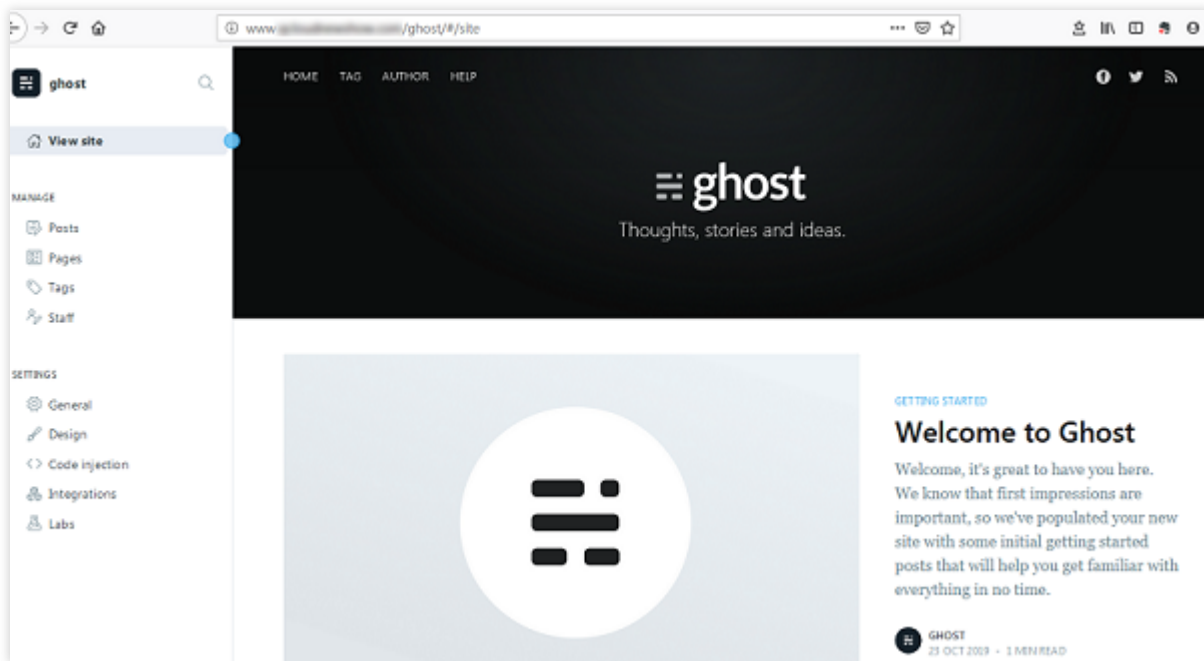 www.
/ghost/#/site
ghost
View site
MANAGE
Posts
Pages
Tags
Staff
SETTINGS
General
Design
Code injection
Integrations
Labs
HOME TAG AUTHOR HELP
ghost
Thoughts, stories and ideas.
GETTING STARTED
Welcome to Ghost
Welcome, it's great to have you here.
We know that first impressions are
important, so we've populated your new
site with some initial getting started
posts that will help you get familiar with
everything in no time.
GHOST
23 OCT 2019 • 1 MIN READ